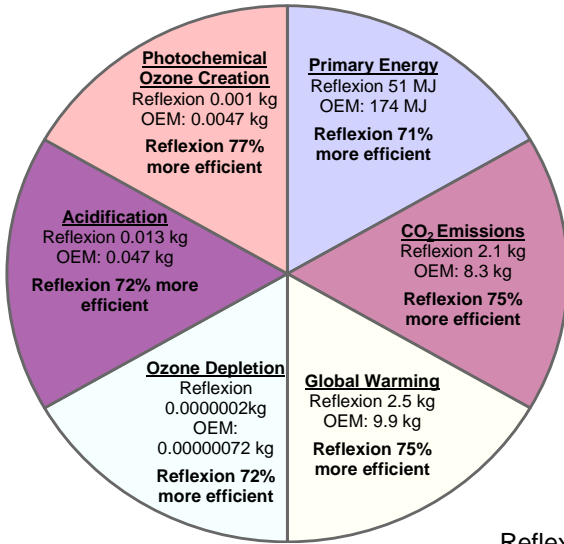 Photochemical
Ozone Creation
Reflexion 0.001 kg
OEM: 0.0047 kg
Reflexion 77%
more efficient
Primary Energy
Reflexion 51 MJ
OEM: 174 MJ
Reflexion 71%
more efficient
Acidification
Reflexion 0.013 kg
OEM: 0.047 kg
Reflexion 72% more
efficient
CO₂ Emissions
Reflexion 2.1 kg
OEM: 8.3 kg
Reflexion 75%
more efficient
Ozone Depletion
Reflexion
0.0000002kg
OEM:
0.00000072 kg
Reflexion 72%
more efficient
Global Warming
Reflexion 2.5 kg
OEM: 9.9 kg
Reflexion 75%
more efficient